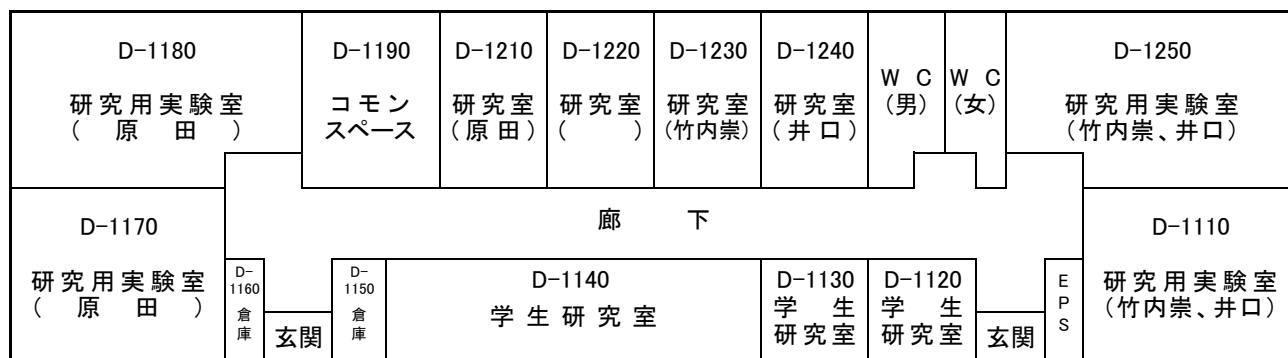 D-1180
研究用実験室
(原田)
D-1190
コモン
スペース
D-1210
研究室
(原田)
D-1220
研究室
( )
D-1230
研究室
(竹内崇)
D-1240
研究室
(井口)
WC
(男)
WC
(女)
D-1250
研究用実験室
(竹内崇、井口)
廊下
D-1170
研究用実験室
(原田)
D-
1160
倉
庫
玄関
D-
1150
倉
庫
D-1140
学生研究室
D-1130
学生
研究室
D-1120
学生
研究室
玄関
E
P
S
D-1110
研究用実験室
(竹内崇、井口)